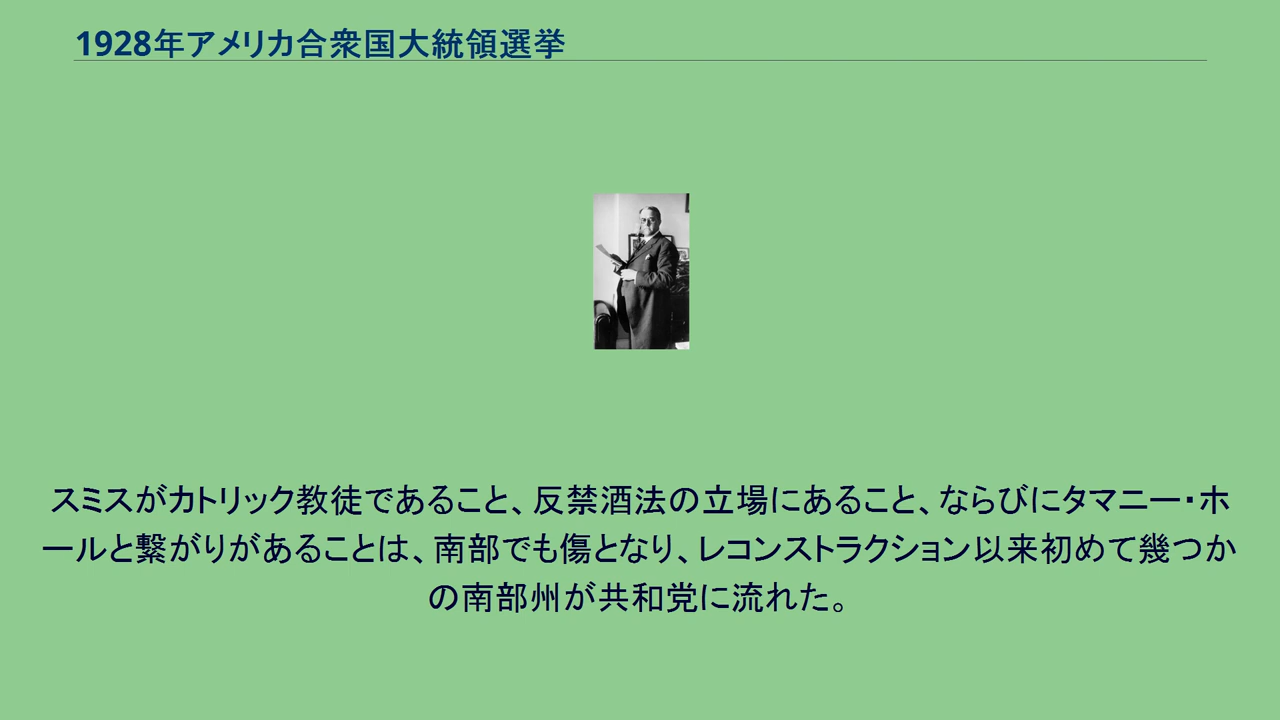 1928年アメリカ合衆国大統領選挙
スミスがカトリック教徒であること、反禁酒法の立場にあること、ならびにタマニー・ホ
ールと繋がりがあることは、南部でも傷となり、レコンストラクション以来初めて幾つか
の南部州が共和党に流れた。